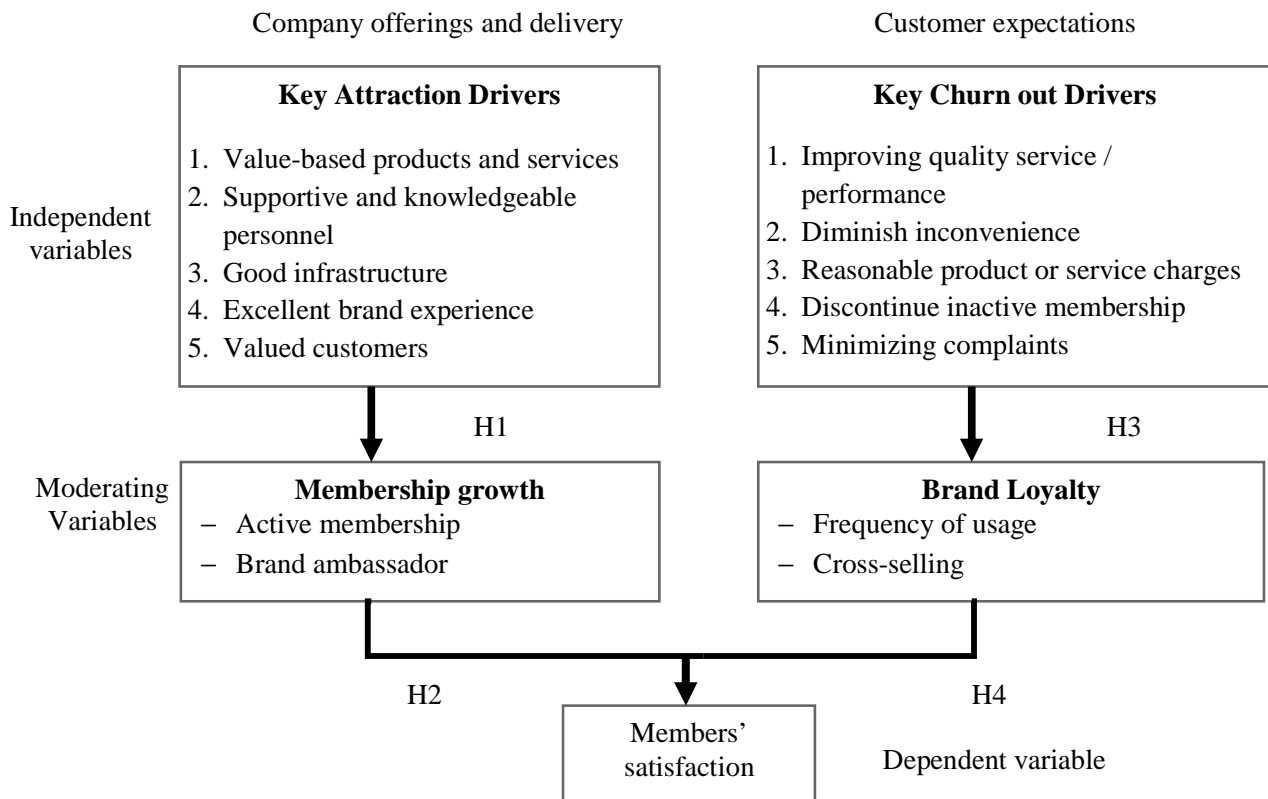 Company offerings and delivery
Customer expectations
Independent
variables
Key Attraction Drivers
1. Value-based products and services
2. Supportive and knowledgeable
personnel
3. Good infrastructure
4. Excellent brand experience
5. Valued customers
Key Churn out Drivers
1. Improving quality service /
performance
2. Diminish inconvenience
3. Reasonable product or service charges
4. Discontinue inactive membership
5. Minimizing complaints
H1
H3
Moderating
Variables
Membership growth
− Active membership
− Brand ambassador
Brand Loyalty
− Frequency of usage
− Cross-selling
H2
H4
Members’
satisfaction
Dependent variable